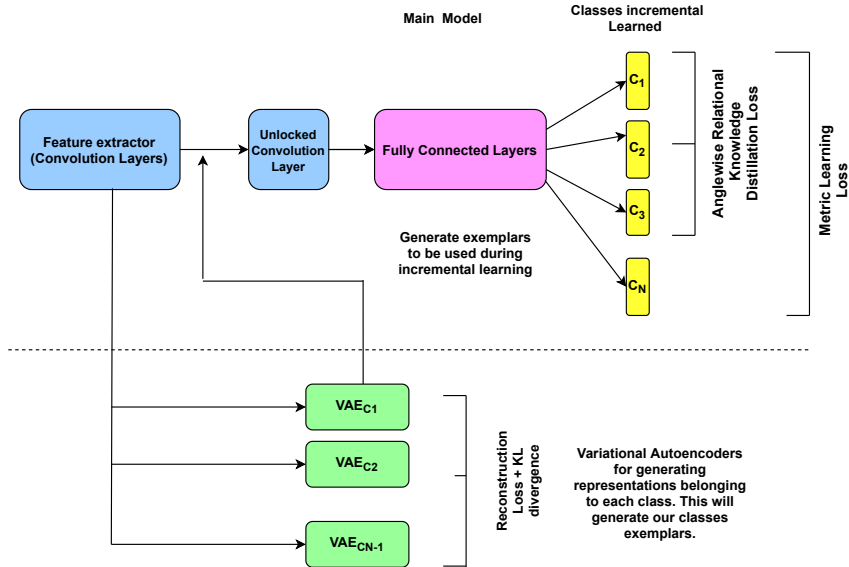 Main Model
Classes incremental
Learned
Feature extractor
(Convolution Layers)
Unlocked
Convolution
Layer
Fully Connected Layers
C1
C2
C3
CN
Anglewise Relational
Knowledge
Distillation Loss
Metric Learning
Loss
Generate exemplars
to be used during
incremental learning
VAEC1
VAEC2
VAECN-1
Reconstruction
Loss + KL
divergence
Variational Autoencoders
for generating
representations belonging
to each class. This will
generate our classes
exemplars.